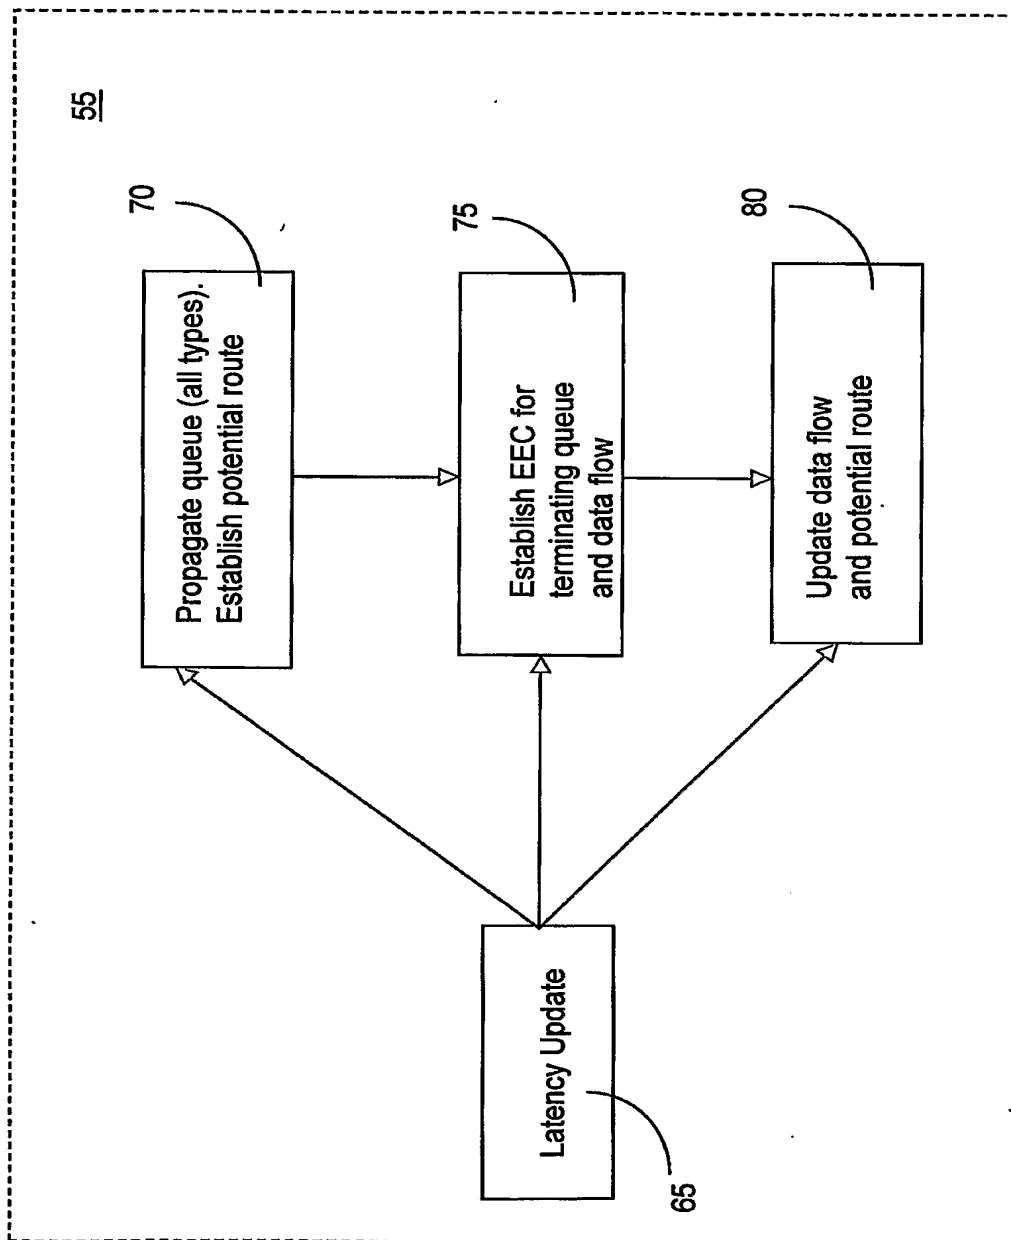 55
70
Propagate queue (all types).
Establish potential route
75
Establish EEC for
terminating queue
and data flow
80
Update data flow
and potential route
Latency Update
65